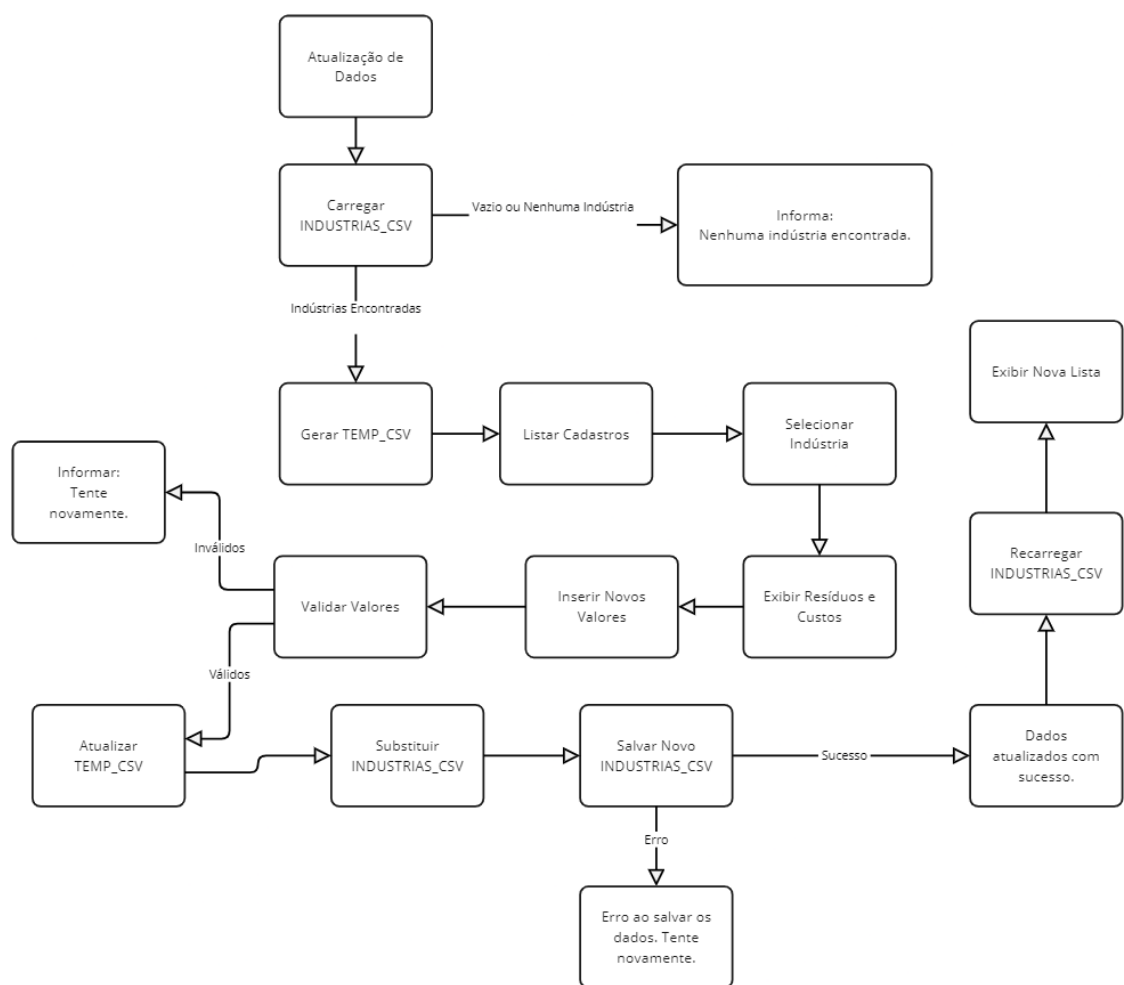 Atualização de
Dados
Carregar
INDUSTRIAS_CSV
Vazio ou Nenhuma Indústria
Informa:
Nenhuma indústria encontrada.
Indústrias Encontradas
Exibir Nova Lista
Gerar TEMP_CSV
Listar Cadastros
Selecionar
Indústria
Informar:
Tente
novamente.
Inválidos
Recarregar
INDUSTRIAS_CSV
Validar Valores
Inserir Novos
Valores
Exibir Resíduos e
Custos
Válidos
Atualizar
TEMP_CSV
Substituir
INDUSTRIAS_CSV
Salvar Novo
INDUSTRIAS_CSV
Sucesso
Dados
atualizados com
sucesso.
Erro
Erro ao salvar os
dados. Tente
novamente.